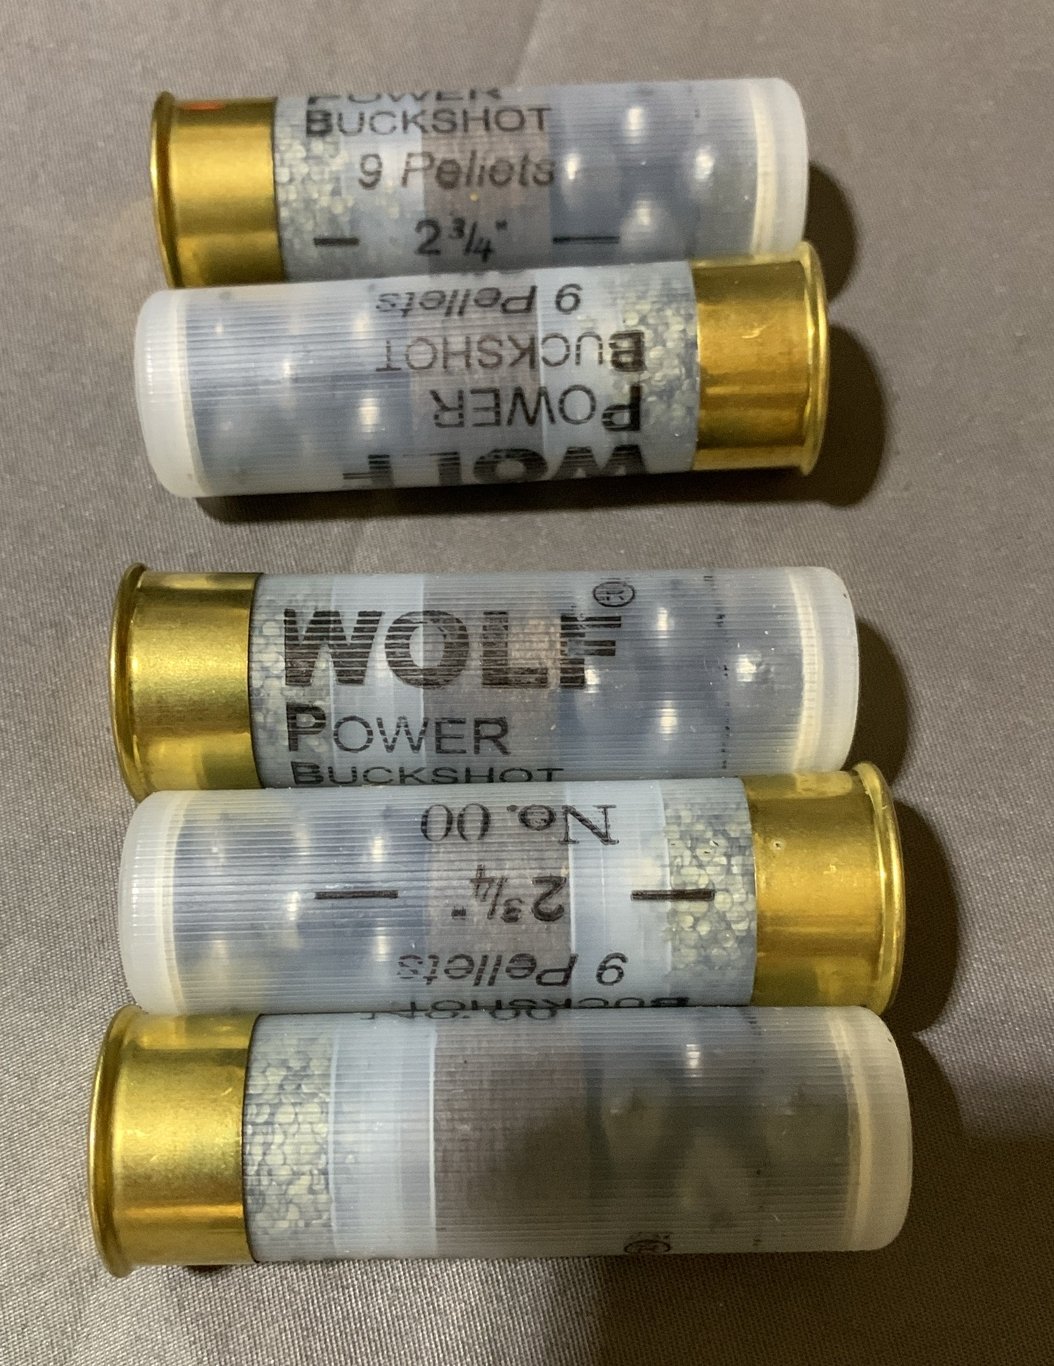 POWER
BUCKSHOT
9 Pellets
— 2 3/4" —
9 Pellets
BUCKSHOT
POWER
WOLF
WOLF®
POWER
BUCKSHOT
No. 00
— 2 3/4" —
9 Pellets
BUCKSHOT
®